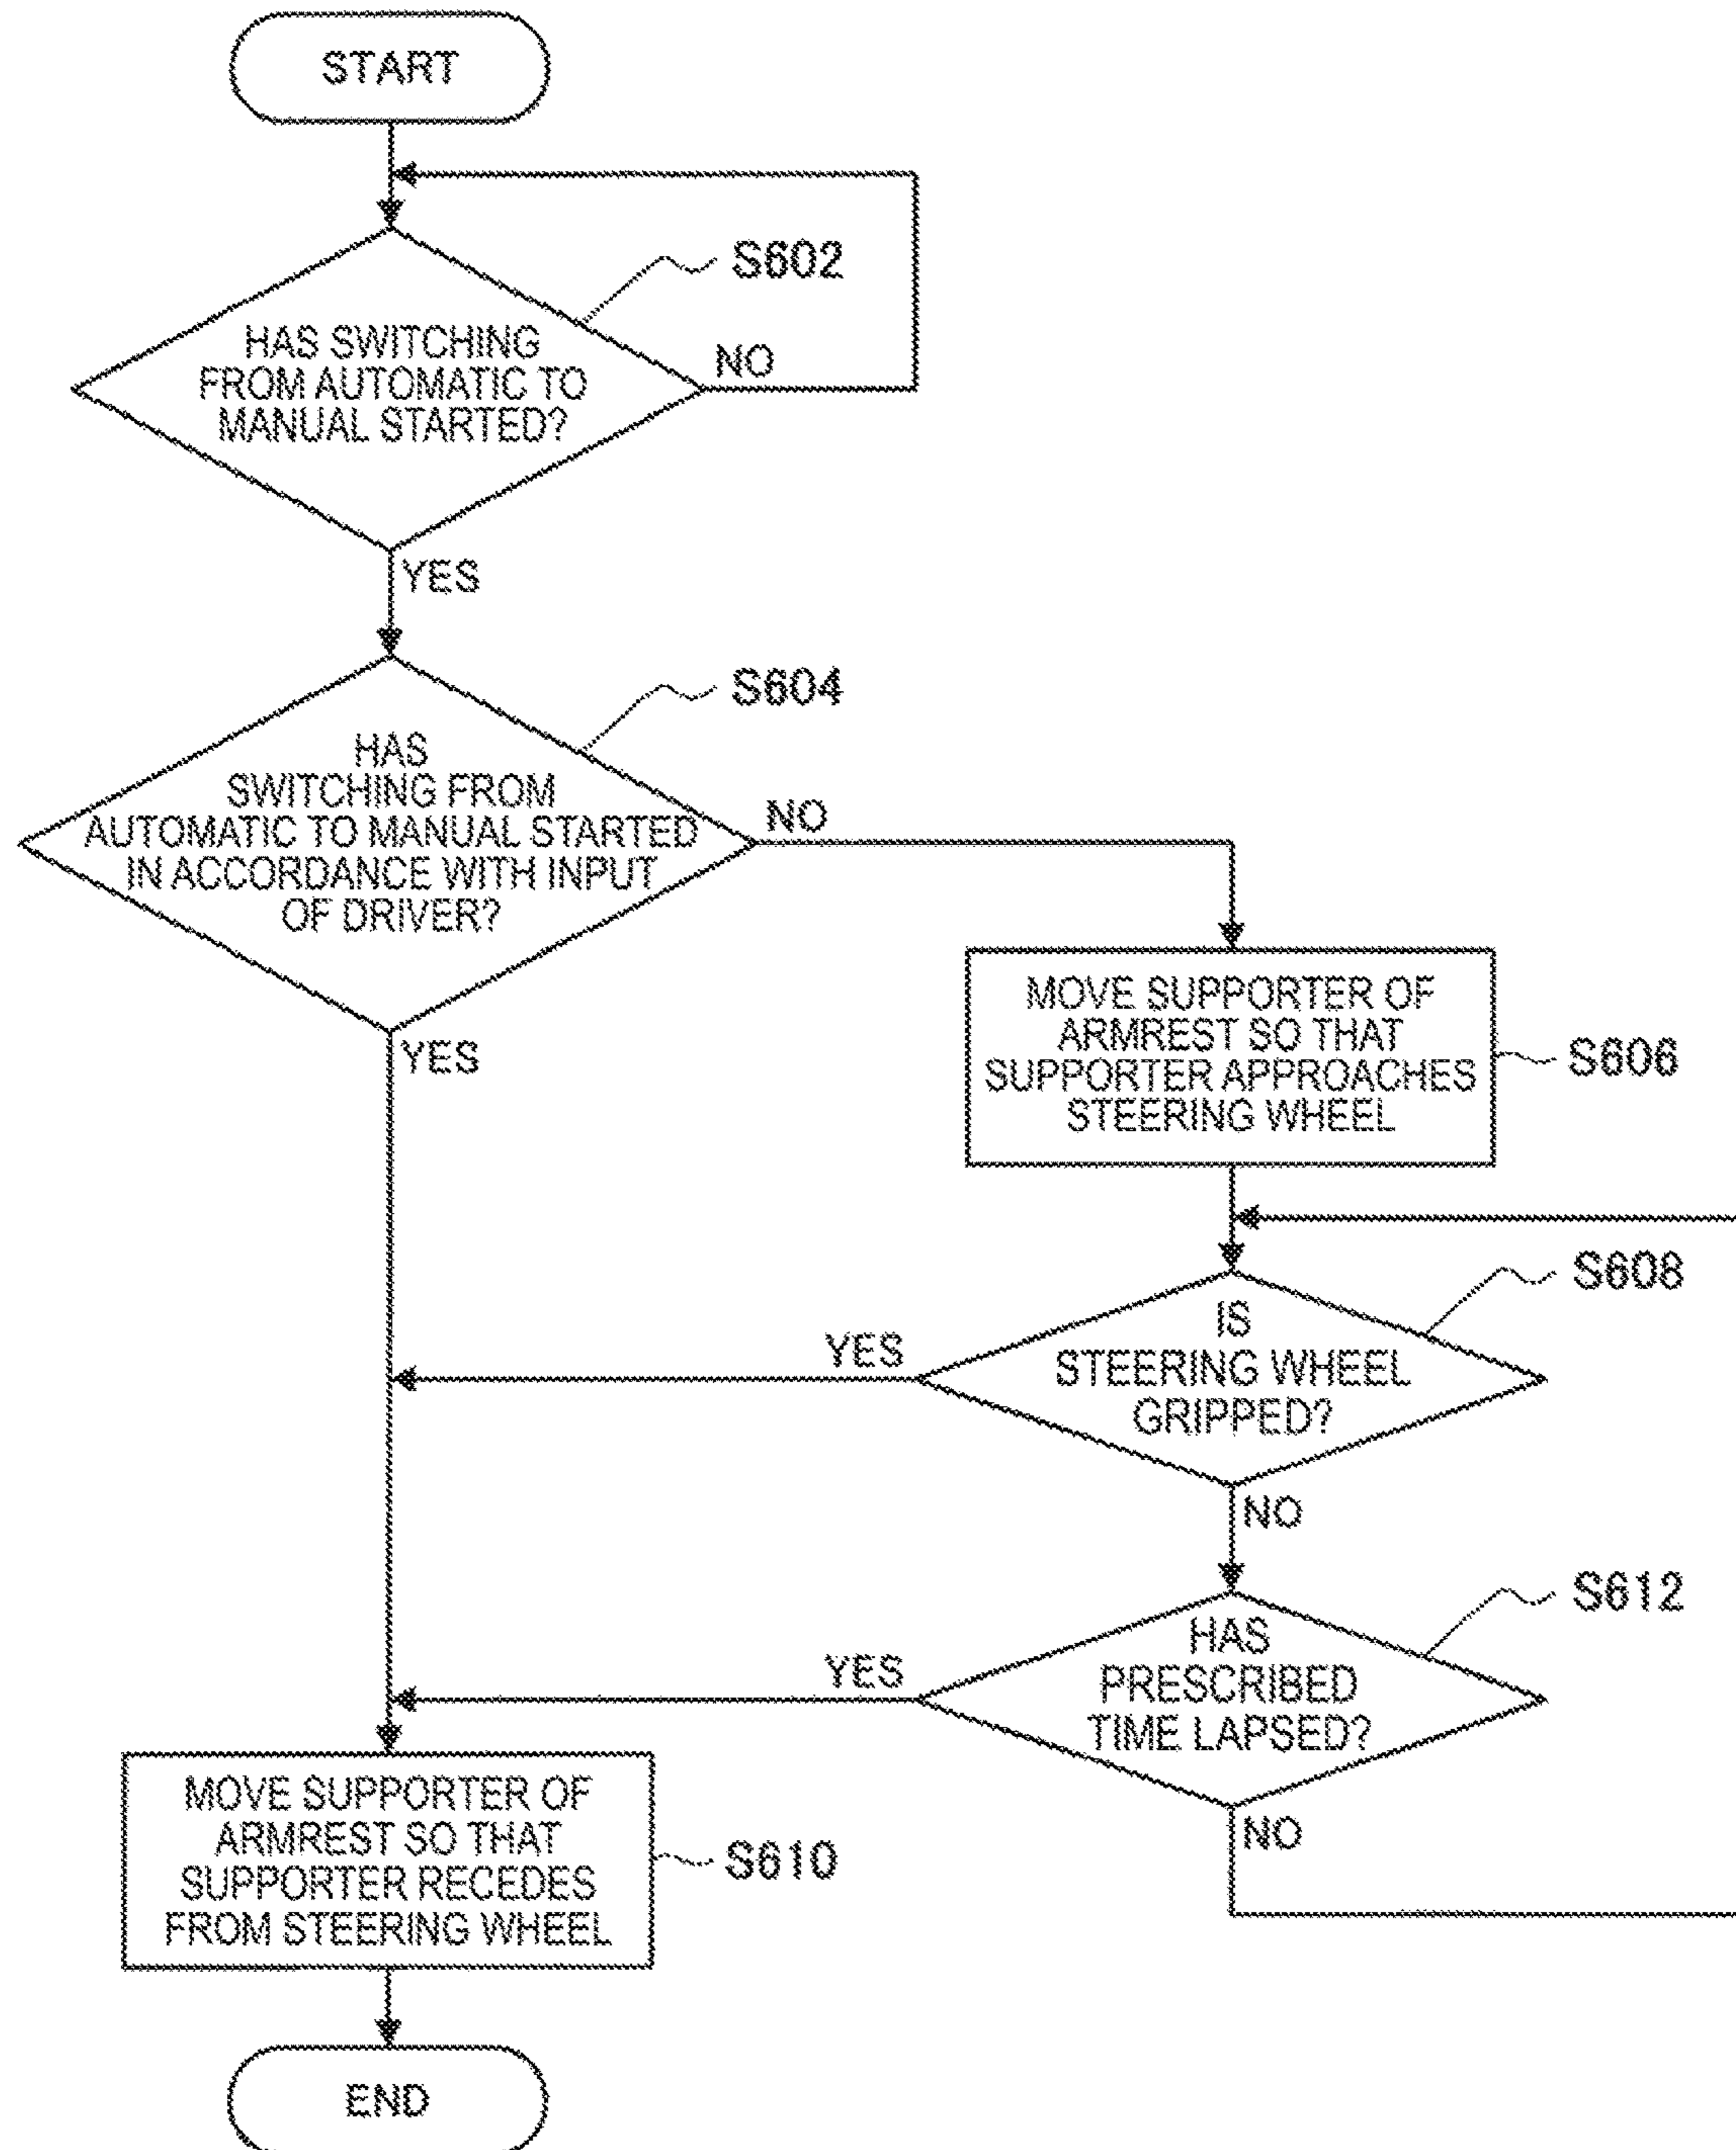 START
S602
HAS SWITCHING
FROM AUTOMATIC TO
MANUAL STARTED?
NO
YES
S604
HAS
SWITCHING FROM
AUTOMATIC TO MANUAL STARTED
IN ACCORDANCE WITH INPUT
OF DRIVER?
NO
YES
MOVE SUPPORTER OF
ARMREST SO THAT
SUPPORTER APPROACHES
STEERING WHEEL
S606
S608
IS
STEERING WHEEL
GRIPPED?
YES
NO
S612
HAS
PRESCRIBED
TIME LAPSED?
YES
NO
MOVE SUPPORTER OF
ARMREST SO THAT
SUPPORTER RECEDES
FROM STEERING WHEEL
S610
END